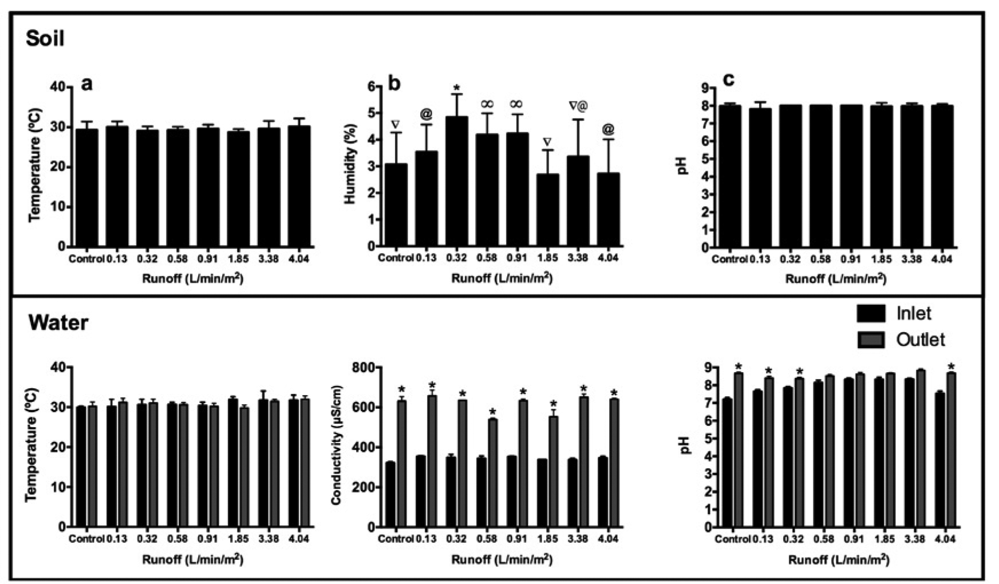 Soil
a
40
30
20
10
0
Temperature (ºC)
Control 0.13 0.32 0.58 0.91 1.85 3.38 4.04
Runoff (L/min/m²)
b
6
5
4
3
2
1
0
Humidity (%)
∇ @ * ∞ ∞ ∇ ∇@ @
Control 0.13 0.32 0.58 0.91 1.85 3.38 4.04
Runoff (L/min/m²)
c
9
8
7
6
5
4
3
2
1
0
pH
Control 0.13 0.32 0.58 0.91 1.85 3.38 4.04
Runoff (L/min/m²)
Water
Inlet
Outlet
40
30
20
10
0
Temperature (ºC)
Control 0.13 0.32 0.58 0.91 1.85 3.38 4.04
Runoff (L/min/m²)
800
600
400
200
0
Conductivity (µS/cm)
* * * * * * * *
Control 0.13 0.32 0.58 0.91 1.85 3.38 4.04
Runoff (L/min/m²)
9
8
7
6
5
4
3
2
1
0
pH
* * * *
Control 0.13 0.32 0.58 0.91 1.85 3.38 4.04
Runoff (L/min/m²)